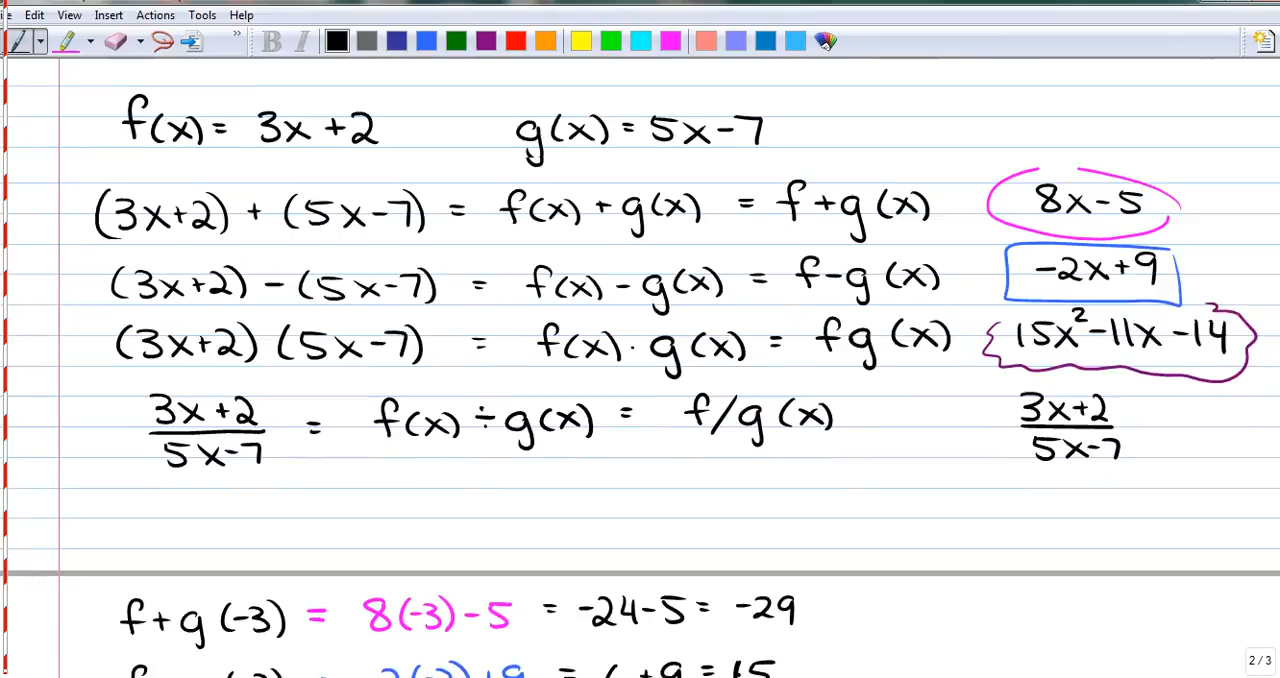 Edit View Insert Actions Tools Help
» B I
f(x) = 3x + 2 g(x) = 5x - 7
(3x+2) + (5x-7) = f(x) + g(x) = f+g(x) 8x-5
(3x+2) - (5x-7) = f(x) - g(x) = f-g(x) -2x+9
(3x+2)(5x-7) = f(x) · g(x) = fg(x) 15x²-11x-14
3x+2 / 5x-7 = f(x) ÷ g(x) = f/g(x) 3x+2 / 5x-7
f+g(-3) = 8(-3)-5 = -24-5 = -29
2/3